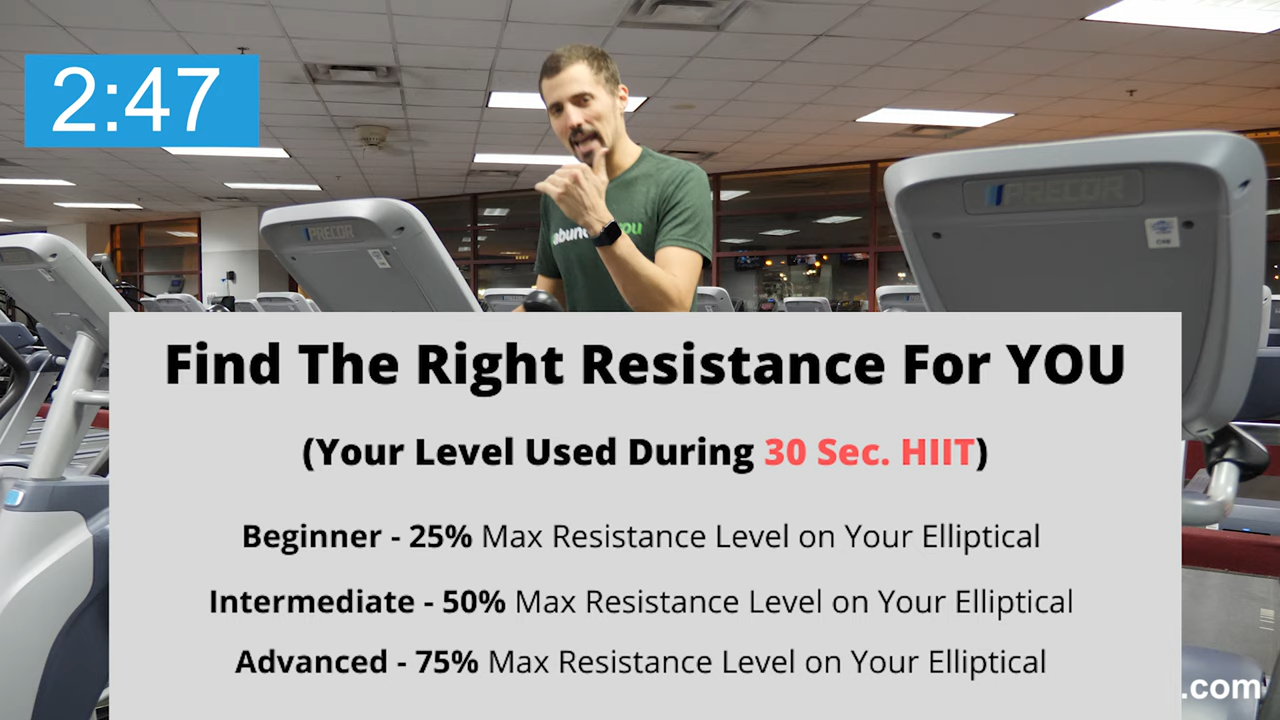 2:47
PRECOR
PRECOR
you
Find The Right Resistance For YOU
(Your Level Used During 30 Sec. HIIT)
Beginner - 25% Max Resistance Level on Your Elliptical
Intermediate - 50% Max Resistance Level on Your Elliptical
Advanced - 75% Max Resistance Level on Your Elliptical
.com